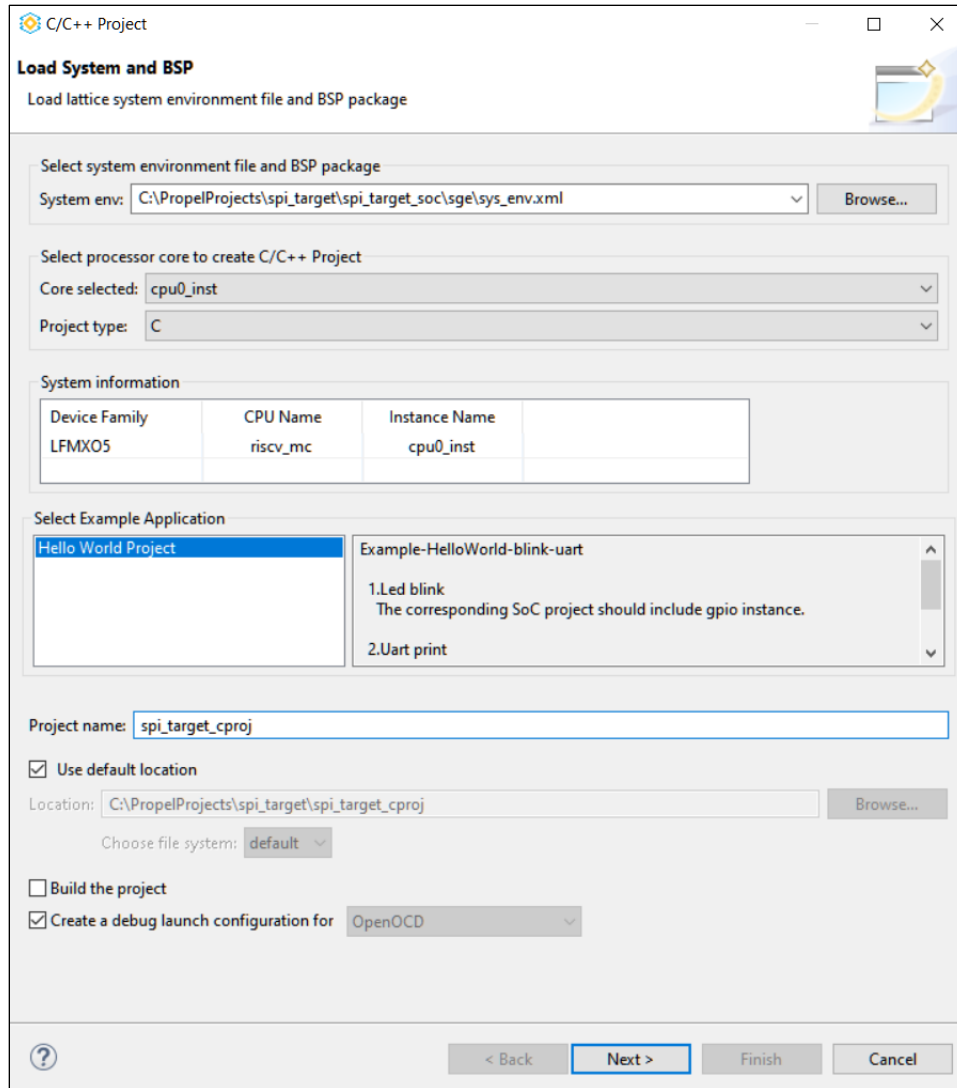 C/C++ Project
Load System and BSP
Load lattice system environment file and BSP package
Select system environment file and BSP package
System env: C:\PropelProjects\spi_target\spi_target_soc\sge\sys_env.xml Browse...
Select processor core to create C/C++ Project
Core selected: cpu0_inst
Project type: C
System information
Device Family CPU Name Instance Name
LFMXO5 riscv_mc cpu0_inst
Select Example Application
Hello World Project
Example-HelloWorld-blink-uart
1.Led blink
The corresponding SoC project should include gpio instance.
2.Uart print
Project name: spi_target_cproj
Use default location
Location: C:\PropelProjects\spi_target\spi_target_cproj Browse...
Choose file system: default
Build the project
Create a debug launch configuration for OpenOCD
? < Back Next > Finish Cancel